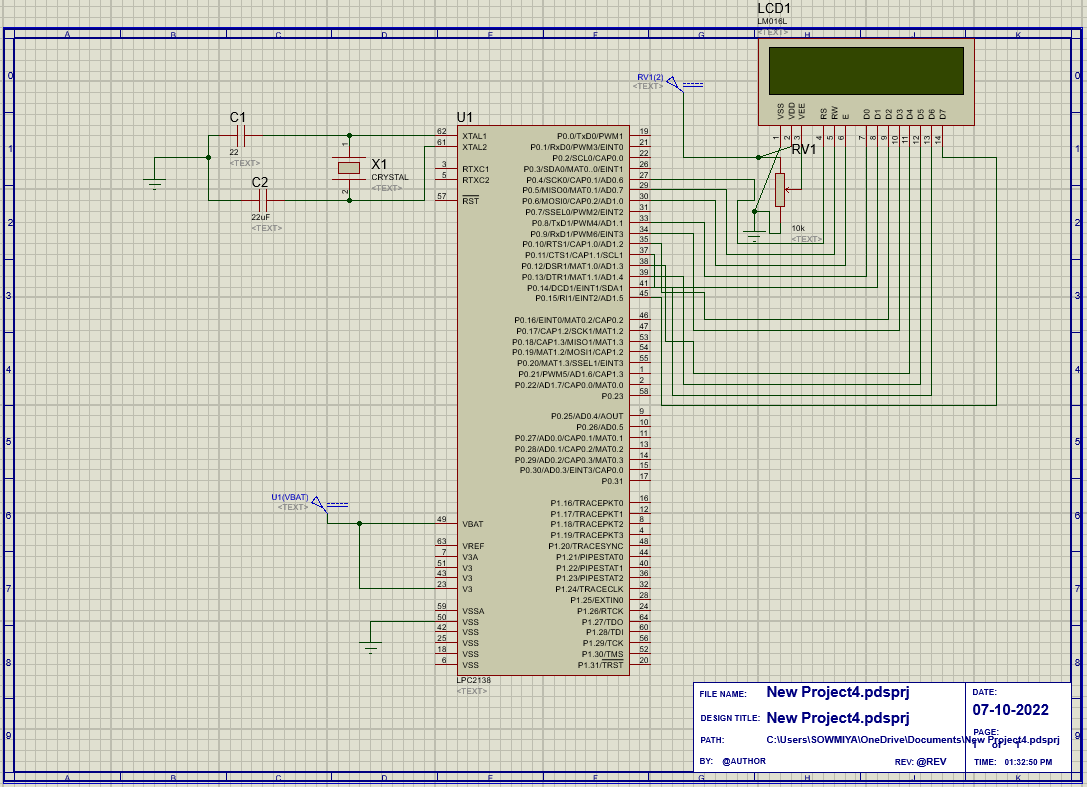 LCD1
LM016L
<TEXT>
A B C D E F G H J K
0 0
1 1
2 2
3 3
4 4
5 5
6 6
7 7
8 8
9 9
VSS VDD VEE RS RW E D0 D1 D2 D3 D4 D5 D6 D7
1 2 3 4 5 6 7 8 9 10 11 12 13 14
RV1(2)
<TEXT>
RV1
10k
<TEXT>
C1
22
<TEXT>
C2
22uF
<TEXT>
X1
CRYSTAL
<TEXT>
1
2
U1
62 XTAL1
61 XTAL2
3 RTXC1
5 RTXC2
57 RST
U1(VBAT)
<TEXT>
49 VBAT
63 VREF
7 V3A
51 V3
43 V3
23 V3
59 VSSA
50 VSS
42 VSS
25 VSS
18 VSS
6 VSS
P0.0/TxD0/PWM1 19
P0.1/RxD0/PWM3/EINT0 21
P0.2/SCL0/CAP0.0 22
P0.3/SDA0/MAT0.0/EINT1 26
P0.4/SCK0/CAP0.1/AD0.6 27
P0.5/MISO0/MAT0.1/AD0.7 29
P0.6/MOSI0/CAP0.2/AD1.0 30
P0.7/SSEL0/PWM2/EINT2 31
P0.8/TxD1/PWM4/AD1.1 33
P0.9/RxD1/PWM6/EINT3 34
P0.10/RTS1/CAP1.0/AD1.2 35
P0.11/CTS1/CAP1.1/SCL1 37
P0.12/DSR1/MAT1.0/AD1.3 38
P0.13/DTR1/MAT1.1/AD1.4 39
P0.14/DCD1/EINT1/SDA1 41
P0.15/RI1/EINT2/AD1.5 45
P0.16/EINT0/MAT0.2/CAP0.2 46
P0.17/CAP1.2/SCK1/MAT1.2 47
P0.18/CAP1.3/MISO1/MAT1.3 53
P0.19/MAT1.2/MOSI1/CAP1.2 54
P0.20/MAT1.3/SSEL1/EINT3 55
P0.21/PWM5/AD1.6/CAP1.3 1
P0.22/AD1.7/CAP0.0/MAT0.0 2
P0.23 58
P0.25/AD0.4/AOUT 9
P0.26/AD0.5 10
P0.27/AD0.0/CAP0.1/MAT0.1 11
P0.28/AD0.1/CAP0.2/MAT0.2 13
P0.29/AD0.2/CAP0.3/MAT0.3 14
P0.30/AD0.3/EINT3/CAP0.0 15
P0.31 17
P1.16/TRACEPKT0 16
P1.17/TRACEPKT1 12
P1.18/TRACEPKT2 8
P1.19/TRACEPKT3 4
P1.20/TRACESYNC 48
P1.21/PIPESTAT0 44
P1.22/PIPESTAT1 40
P1.23/PIPESTAT2 36
P1.24/TRACECLK 32
P1.25/EXTIN0 28
P1.26/RTCK 24
P1.27/TDO 64
P1.28/TDI 60
P1.29/TCK 56
P1.30/TMS 52
P1.31/TRST 20
LPC2138
<TEXT>
FILE NAME: New Project4.pdsprj
DESIGN TITLE: New Project4.pdsprj
PATH: C:\Users\SOWMIYA\OneDrive\Documents\New Project4.pdsprj
BY: @AUTHOR REV: @REV
DATE:
07-10-2022
PAGE:
1 of 1
TIME: 01:32:50 PM
A B C D E F G H J K